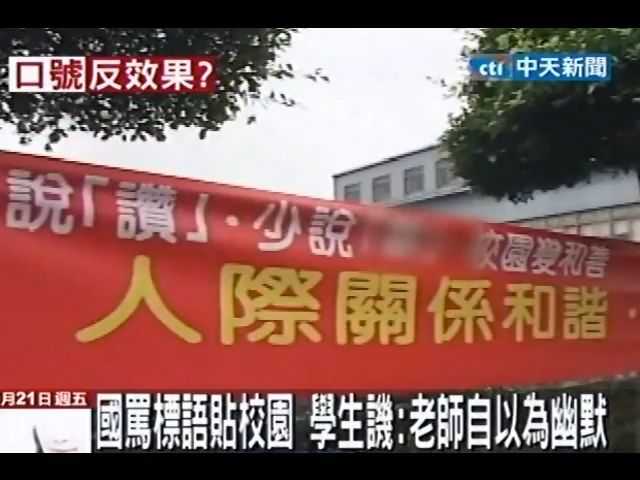 口號反效果?
cti 中天新聞
說「讚」‧少說 校園變和善
人際關係和諧‧
月21日週五
國罵標語貼校園 學生譏:老師自以為幽默